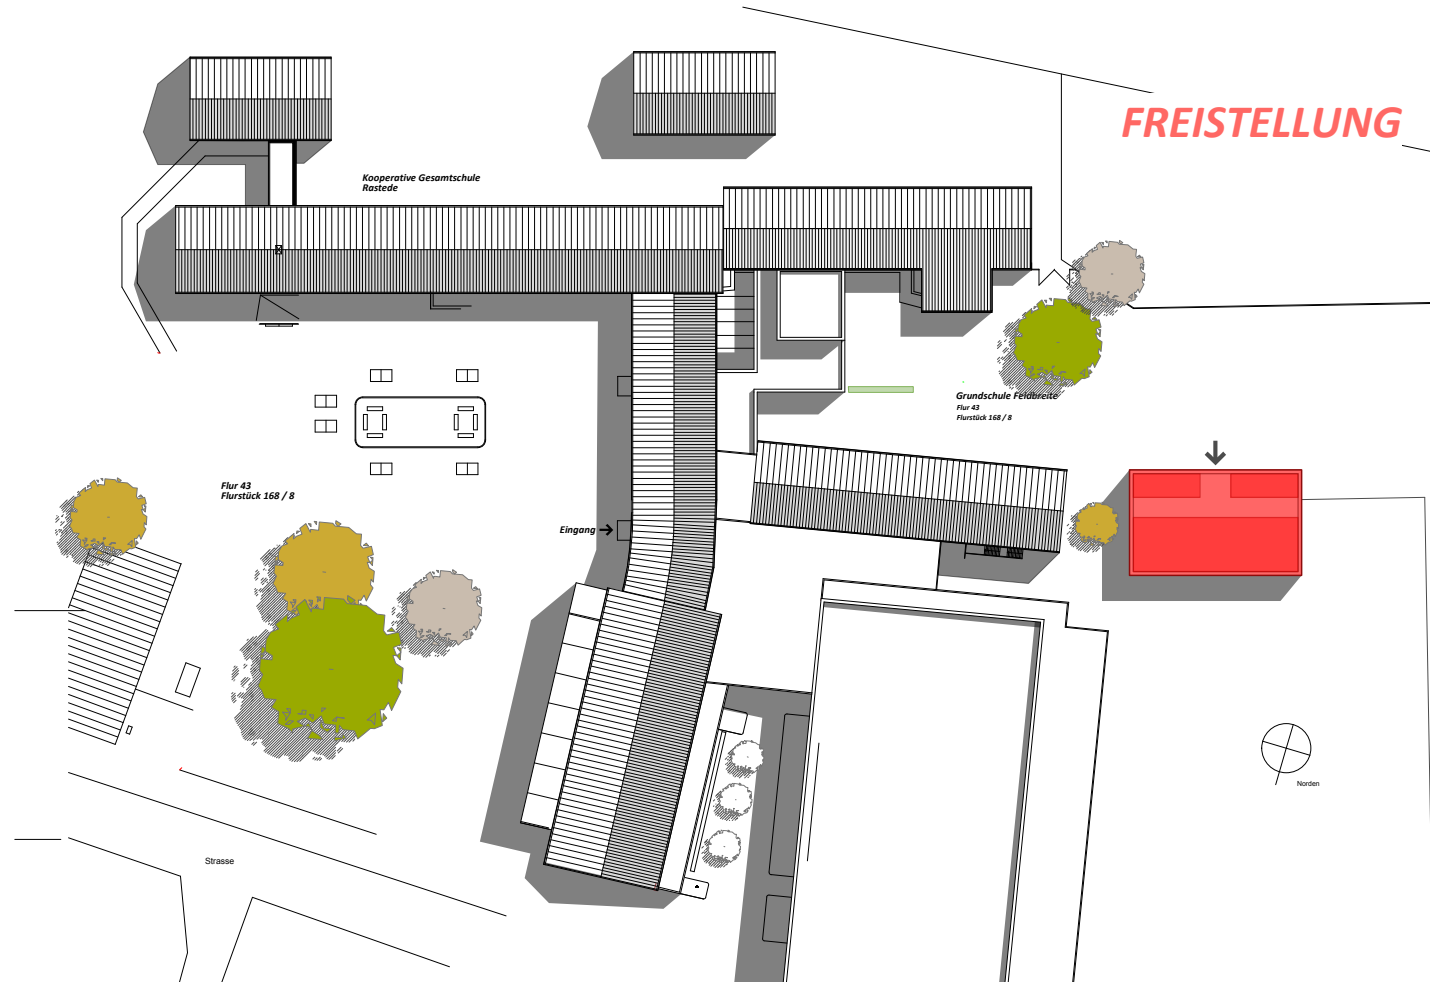 FREISTELLUNG
Kooperative Gesamtschule
Rastede
Grundschule Feldbreite
Flur 43
Flurstück 168 / 8
Flur 43
Flurstück 168 / 8
Eingang
Norden
Strasse